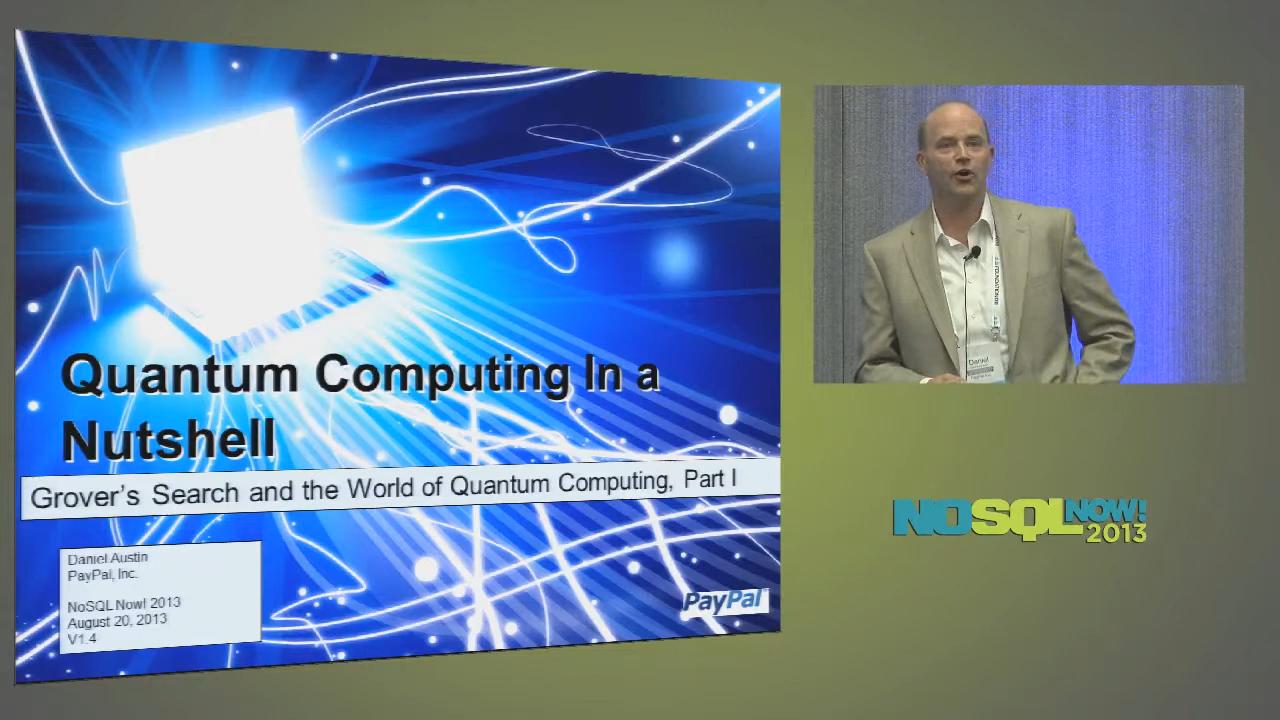 Quantum Computing In a
Nutshell
Grover's Search and the World of Quantum Computing, Part I
Daniel Austin
PayPal, Inc.
NoSQL Now! 2013
August 20, 2013
V1.4
PayPal
Daniel
NOSQL NOW!
2013